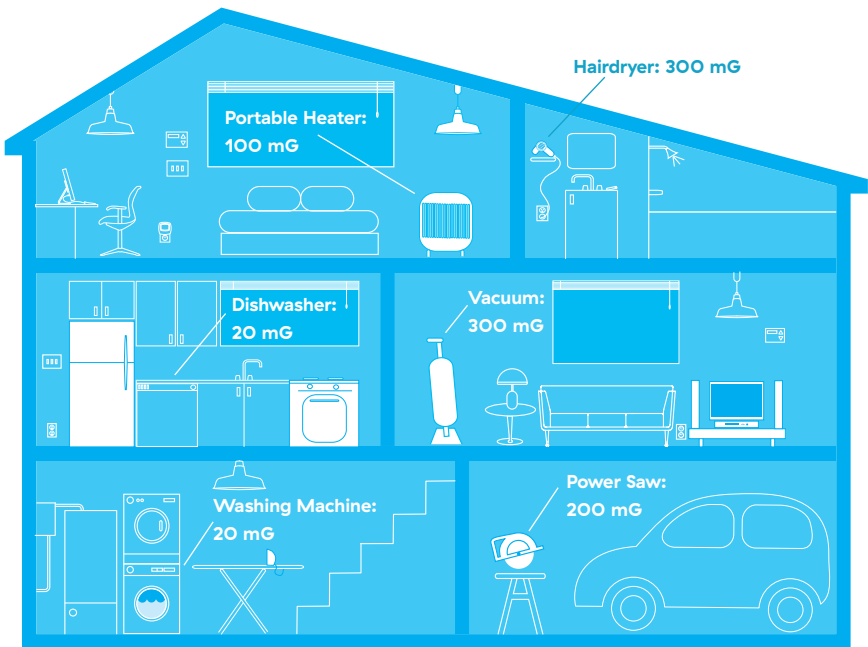 Hairdryer: 300 mG
Portable Heater:
100 mG
Dishwasher:
20 mG
Vacuum:
300 mG
Washing Machine:
20 mG
Power Saw:
200 mG